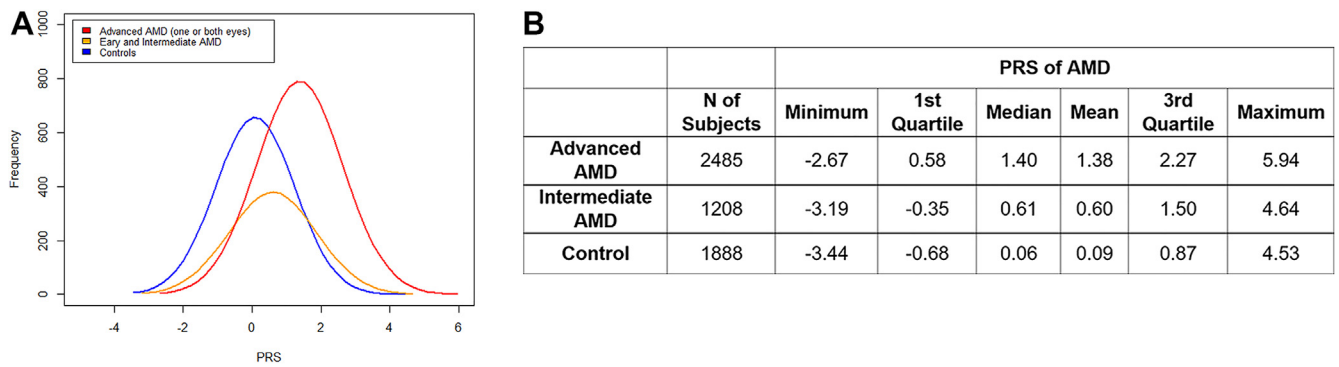 A
Advanced AMD (one or both eyes)
Eary and Intermediate AMD
Controls
Frequency
0
200
400
600
800
1000
-4
-2
0
2
4
6
PRS
B
PRS of AMD
N of Subjects
Minimum
1st Quartile
Median
Mean
3rd Quartile
Maximum
Advanced AMD
2485 -2.67 0.58 1.40 1.38 2.27 5.94
Intermediate AMD
1208 -3.19 -0.35 0.61 0.60 1.50 4.64
Control 1888 -3.44 -0.68 0.06 0.09 0.87 4.53